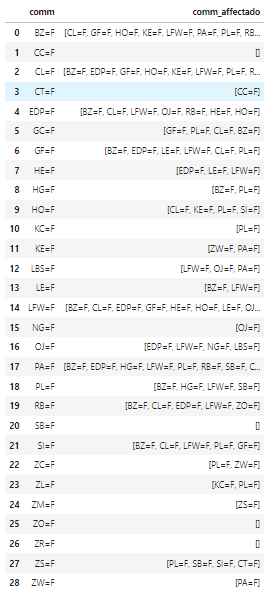 comm comm_affectado
0 BZ=F [CL=F, GF=F, HO=F, KE=F, LFW=F, PA=F, PL=F, RB...
1 CC=F []
2 CL=F [BZ=F, EDP=F, GF=F, HO=F, KE=F, LFW=F, PL=F, R...
3 CT=F [CC=F]
4 EDP=F [BZ=F, CL=F, LFW=F, OJ=F, RB=F, HE=F, HO=F]
5 GC=F [GF=F, PL=F, CL=F, BZ=F]
6 GF=F [BZ=F, EDP=F, LE=F, LFW=F, CL=F, PL=F]
7 HE=F [EDP=F, LE=F, LFW=F]
8 HG=F [BZ=F, PL=F]
9 HO=F [CL=F, KE=F, PL=F, SI=F]
10 KC=F [PL=F]
11 KE=F [ZW=F, PA=F]
12 LBS=F [LFW=F, OJ=F, PA=F]
13 LE=F [BZ=F, LFW=F]
14 LFW=F [BZ=F, CL=F, EDP=F, GF=F, HE=F, HO=F, LE=F, OJ...
15 NG=F [OJ=F]
16 OJ=F [EDP=F, LFW=F, NG=F, LBS=F]
17 PA=F [BZ=F, EDP=F, HG=F, LFW=F, PL=F, RB=F, SB=F, C...
18 PL=F [BZ=F, HG=F, LFW=F, SB=F]
19 RB=F [BZ=F, CL=F, EDP=F, LFW=F, ZO=F]
20 SB=F []
21 SI=F [BZ=F, CL=F, LFW=F, PL=F, GF=F]
22 ZC=F [PL=F, ZW=F]
23 ZL=F [KC=F, PL=F]
24 ZM=F [ZS=F]
25 ZO=F []
26 ZR=F []
27 ZS=F [PL=F, SB=F, SI=F, CT=F]
28 ZW=F [PA=F]